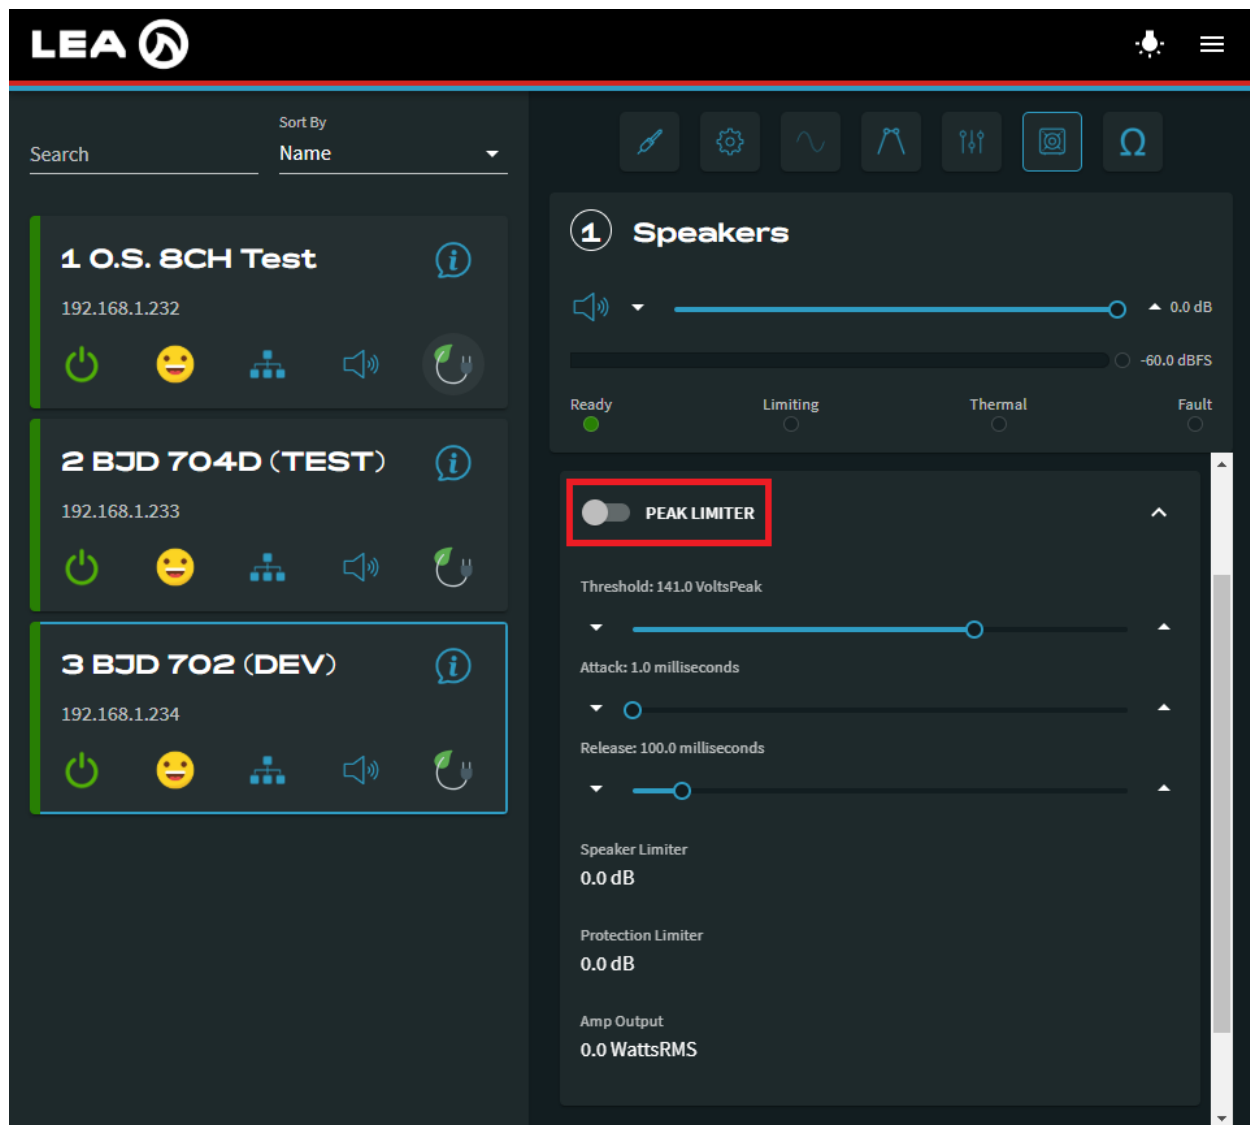 LEA
Search
Sort By
Name
1 O.S. 8CH Test
192.168.1.232
2 BJD 704D (TEST)
192.168.1.233
3 BJD 702 (DEV)
192.168.1.234
Ω
1 Speakers
0.0 dB
-60.0 dBFS
Ready Limiting Thermal Fault
PEAK LIMITER
Threshold: 141.0 VoltsPeak
Attack: 1.0 milliseconds
Release: 100.0 milliseconds
Speaker Limiter
0.0 dB
Protection Limiter
0.0 dB
Amp Output
0.0 WattsRMS